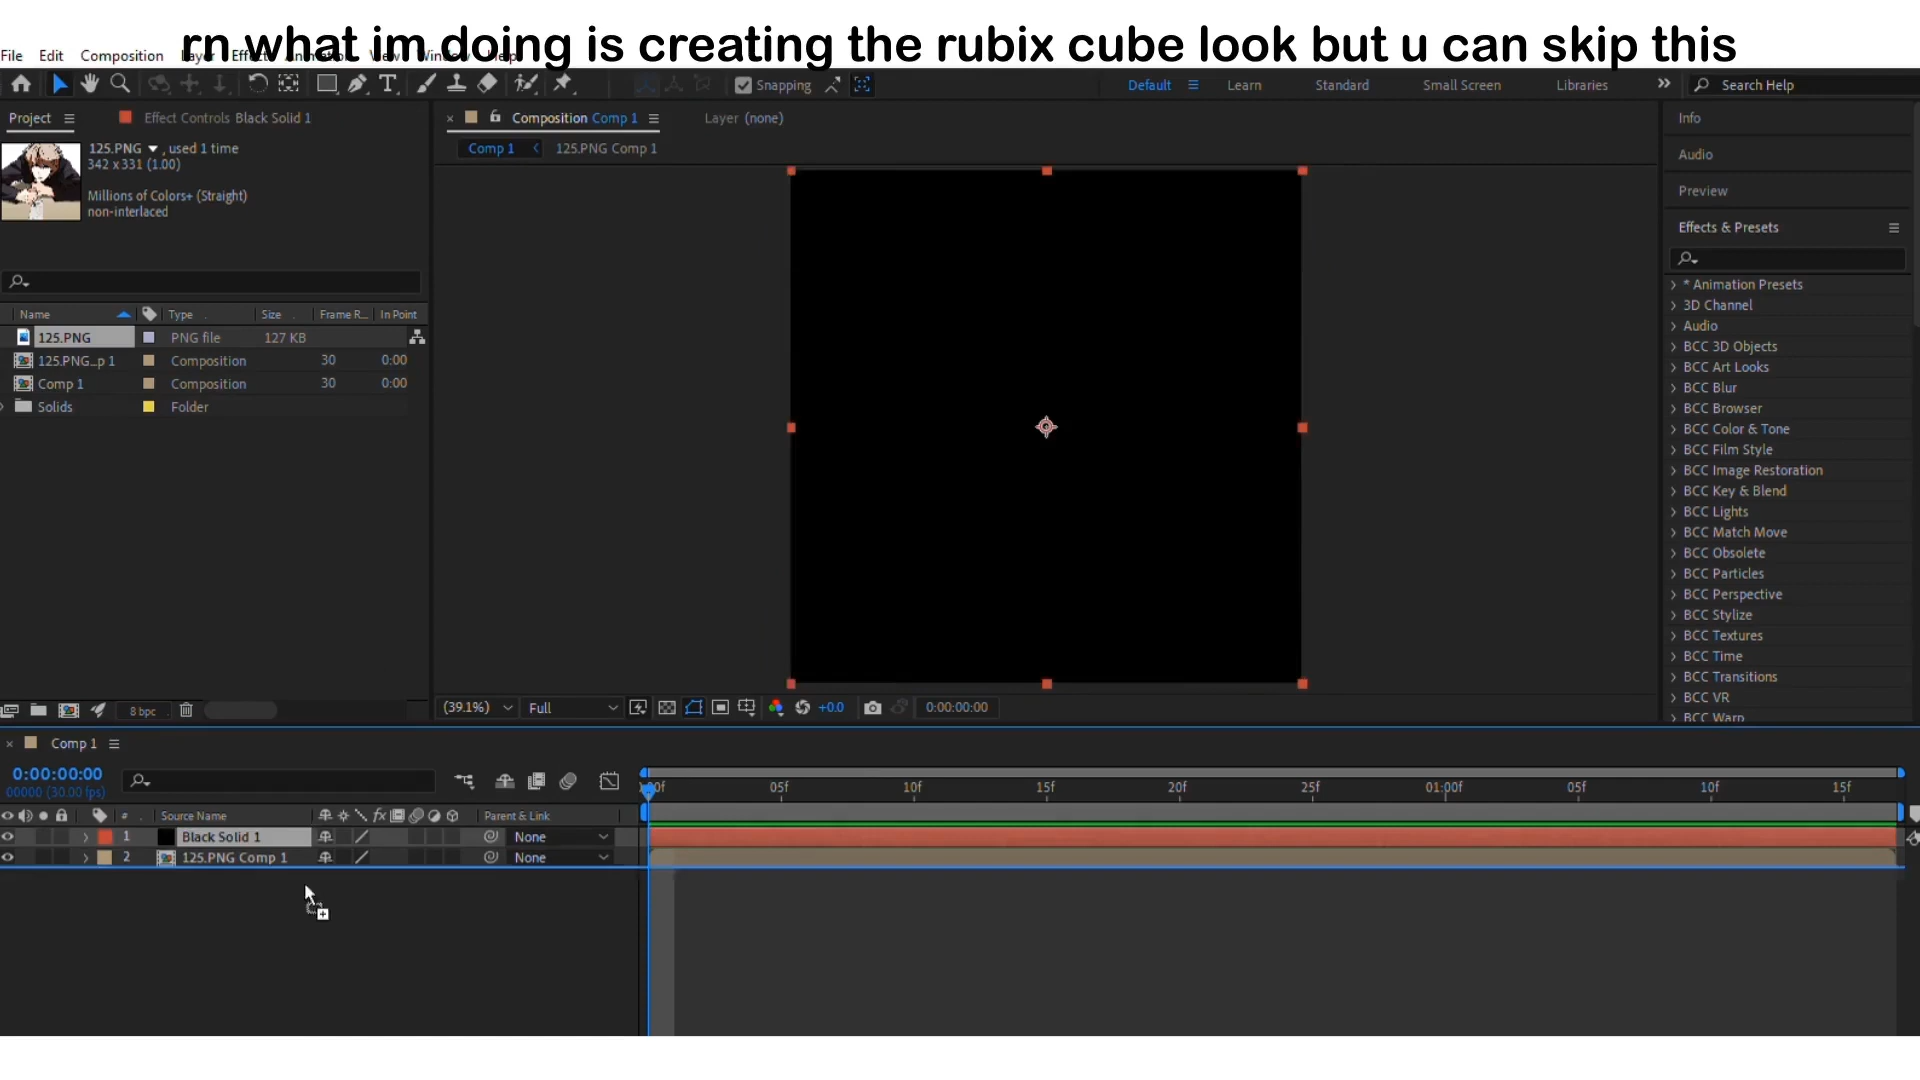 rn what im doing is creating the rubix cube look but u can skip this
File Edit Composition Layer Effect Animation View Window Help
Snapping Default Learn Standard Small Screen Libraries Search Help
Project Effect Controls Black Solid 1 Composition Comp 1 Layer (none) Info
125.PNG , used 1 time Comp 1 125.PNG Comp 1
342 x 331 (1.00) Audio
Millions of Colors+ (Straight) Preview
non-interlaced
Effects & Presets
Name Type Size Frame R... In Point
125.PNG PNG file 127 KB
125.PNG_p 1 Composition 30 0:00
Comp 1 Composition 30 0:00
Solids Folder
* Animation Presets
3D Channel
Audio
BCC 3D Objects
BCC Art Looks
BCC Blur
BCC Browser
BCC Color & Tone
BCC Film Style
BCC Image Restoration
BCC Key & Blend
BCC Lights
BCC Match Move
BCC Obsolete
BCC Particles
BCC Perspective
BCC Stylize
BCC Textures
BCC Time
BCC Transitions
BCC VR
BCC Warp
8 bpc (39.1%) Full +0.0 0:00:00:00
Comp 1
0:00:00:00
00000 (30.00 fps)
05f 10f 15f 20f 25f 01:00f 05f 10f 15f
# Source Name fx Parent & Link
1 Black Solid 1 None
2 125.PNG Comp 1 None